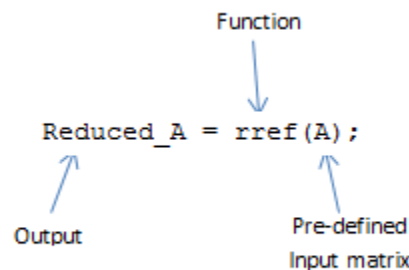 Function
Reduced_A = rref(A);
Output
Pre-defined
Input matrix